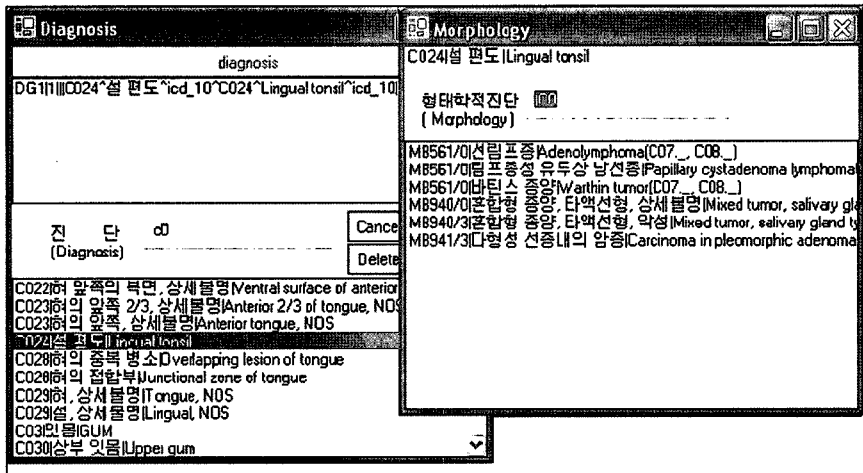 Diagnosis
diagnosis
DG1|1|||C024^설 편도^icd_10^C024^Lingual tonsil^icd_10|
진 단 c0
(Diagnosis)
Cance
Delete
C022|혀 앞쪽의 복면, 상세불명|Ventral surface of anterior
C023|혀의 앞쪽 2/3, 상세불명|Anterior 2/3 of tongue, NOS
C023|혀의 앞쪽, 상세불명|Anterior tongue, NOS
C024|설 편도|Lingual tonsil
C028|혀의 중복 병소|Overlapping lesion of tongue
C028|혀의 접합부|Junctional zone of tongue
C029|혀, 상세불명|Tongue, NOS
C029|설, 상세불명|Lingual, NOS
C03|잇몸|GUM
C030|상부 잇몸|Upper gum
Morphology
C024|설 편도|Lingual tonsil
형태학적진단
(Morphology)
M8561/0|선림프종|Adenolymphoma(C07._, C08._)
M8561/0|림프종성 유두상 낭선종|Papillary cystadenoma lymphoma
M8561/0|바틴스 종양|Warthin tumor(C07._, C08._)
M8940/0|혼합형 종양, 타액선형, 상세불명|Mixed tumor, salivary gla
M8940/3|혼합형 종양, 타액선형, 악성|Mixed tumor, salivary gland ty
M8941/3|다형성 선종내의 암종|Carcinoma in pleomorphic adenoma